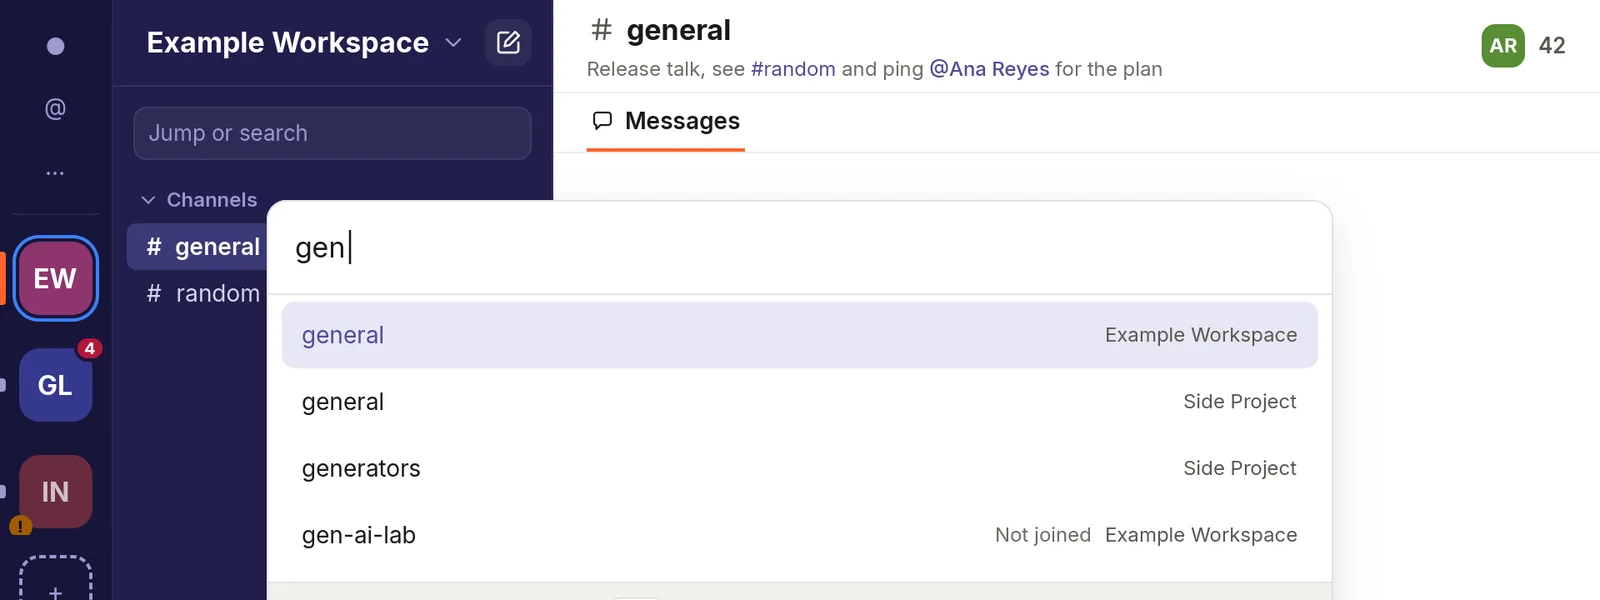 @
...
EW
4
GL
IN
!
+
Example Workspace
Jump or search
Channels
# general
# random
# general
Release talk, see #random and ping @Ana Reyes for the plan
AR 42
Messages
gen
general Example Workspace
general Side Project
generators Side Project
gen-ai-lab Not joined Example Workspace